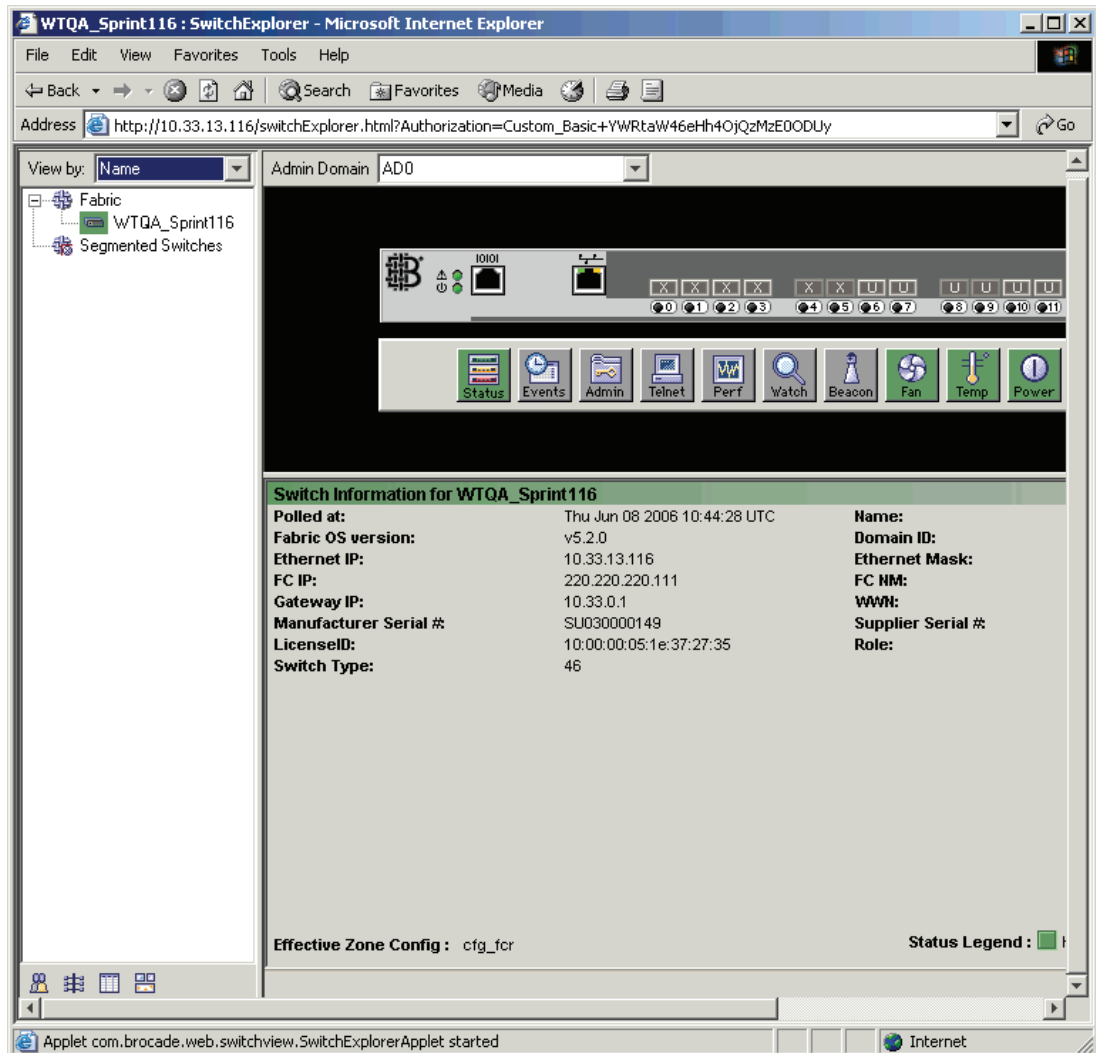 WTQA_Sprint116 : SwitchExplorer - Microsoft Internet Explorer
File Edit View Favorites Tools Help
Back Search Favorites Media
Address http://10.33.13.116/switchExplorer.html?Authorization=Custom_Basic+YWRtaW46eHh4OjQzMzE0ODUy Go
View by: Name Admin Domain AD0
Fabric
WTQA_Sprint116
Segmented Switches
10101
X X X X X X U U U U U U
0 1 2 3 4 5 6 7 8 9 10 11
Status Events Admin Telnet Perf Watch Beacon Fan Temp Power
Switch Information for WTQA_Sprint116
Polled at: Thu Jun 08 2006 10:44:28 UTC Name:
Fabric OS version: v5.2.0 Domain ID:
Ethernet IP: 10.33.13.116 Ethernet Mask:
FC IP: 220.220.220.111 FC NM:
Gateway IP: 10.33.0.1 WWN:
Manufacturer Serial #: SU030000149 Supplier Serial #:
LicenseID: 10:00:00:05:1e:37:27:35 Role:
Switch Type: 46
Effective Zone Config : cfg_fcr Status Legend :
Applet com.brocade.web.switchview.SwitchExplorerApplet started Internet